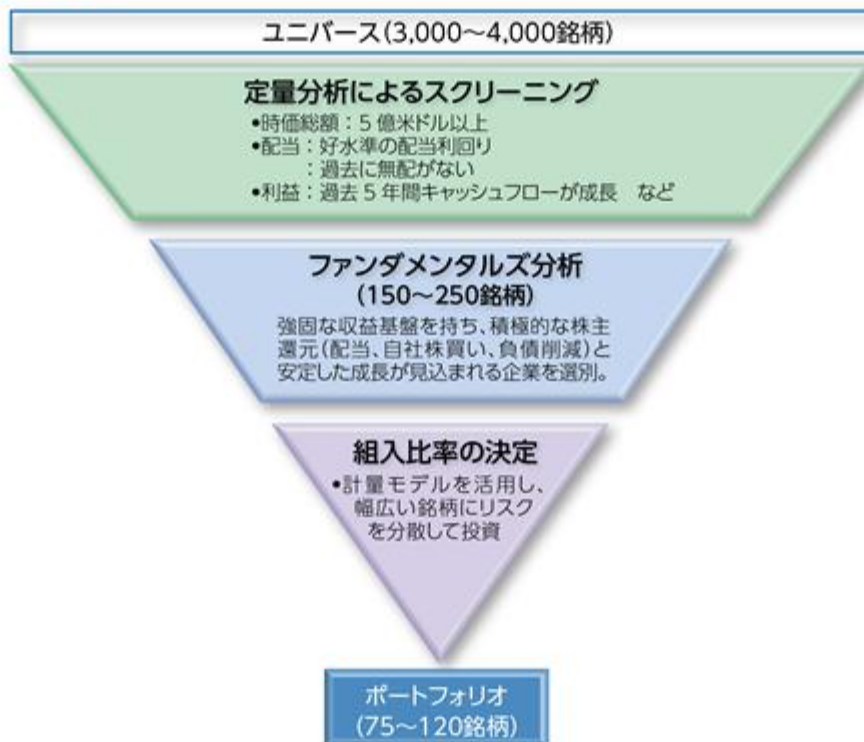 ユニバース(3,000〜4,000銘柄)
定量分析によるスクリーニング
•時価総額：5億米ドル以上
•配当：好水準の配当利回り
：過去に無配がない
•利益：過去5年間キャッシュフローが成長　など
ファンダメンタルズ分析
(150〜250銘柄)
強固な収益基盤を持ち、積極的な株主
還元(配当、自社株買い、負債削減)と
安定した成長が見込まれる企業を選別。
組入比率の決定
•計量モデルを活用し、
幅広い銘柄にリスク
を分散して投資
ポートフォリオ
(75〜120銘柄)